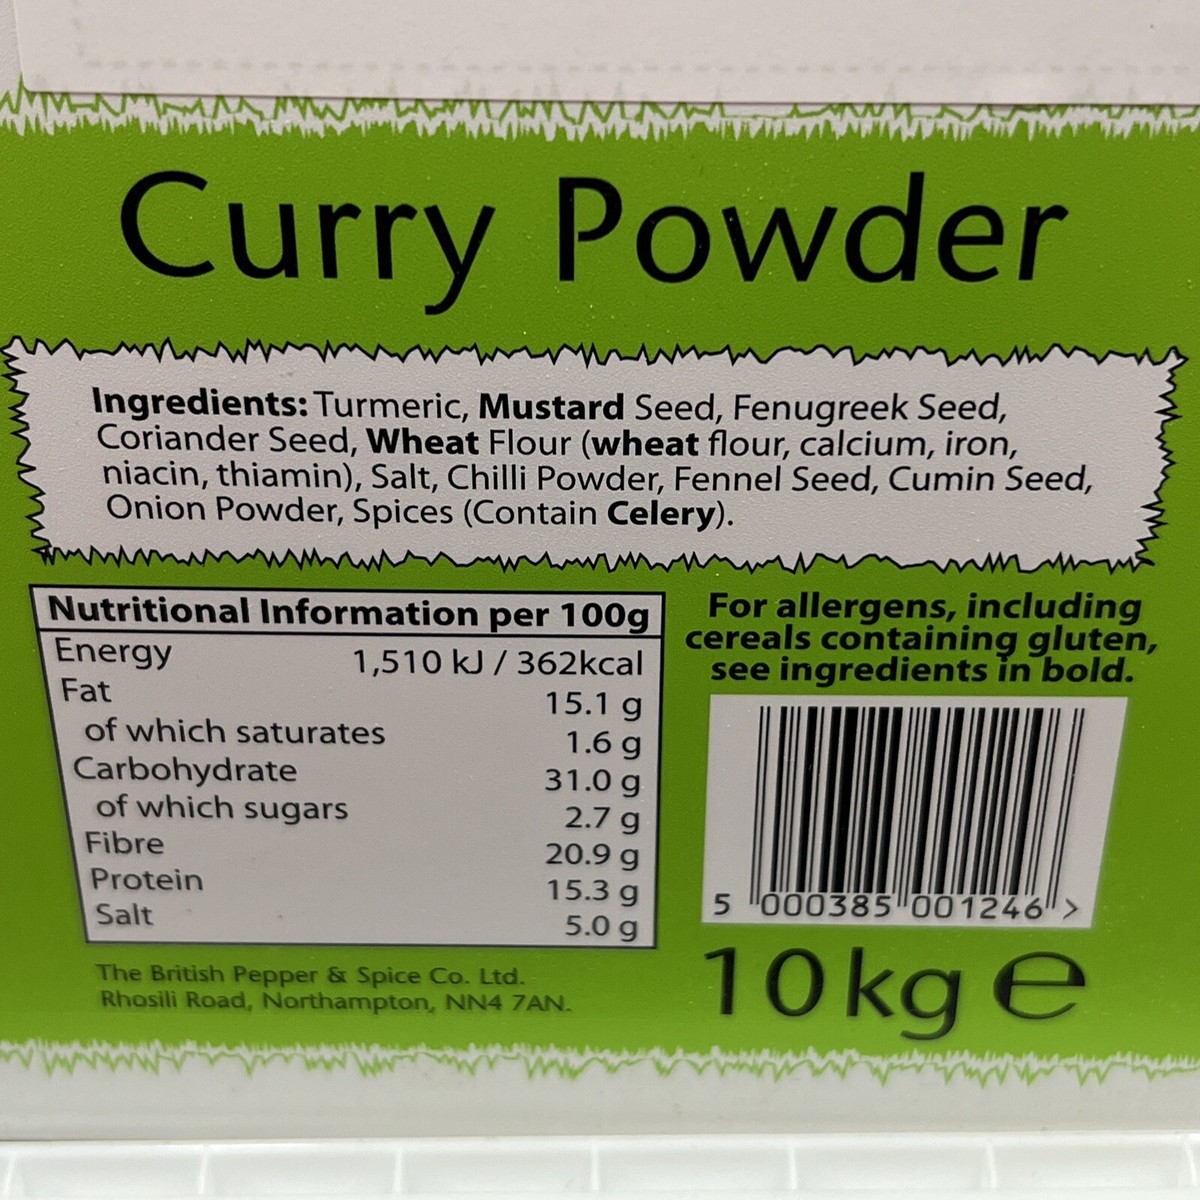 Curry Powder
Ingredients: Turmeric, Mustard Seed, Fenugreek Seed,
Coriander Seed, Wheat Flour (wheat flour, calcium, iron,
niacin, thiamin), Salt, Chilli Powder, Fennel Seed, Cumin Seed,
Onion Powder, Spices (Contain Celery).
Nutritional Information per 100g
Energy 1,510 kJ / 362kcal
Fat 15.1 g
of which saturates 1.6 g
Carbohydrate 31.0 g
of which sugars 2.7 g
Fibre 20.9 g
Protein 15.3 g
Salt 5.0 g
The British Pepper & Spice Co. Ltd.
Rhosili Road, Northampton, NN4 7AN.
For allergens, including
cereals containing gluten,
see ingredients in bold.
5 000385 001246 >
10kg e